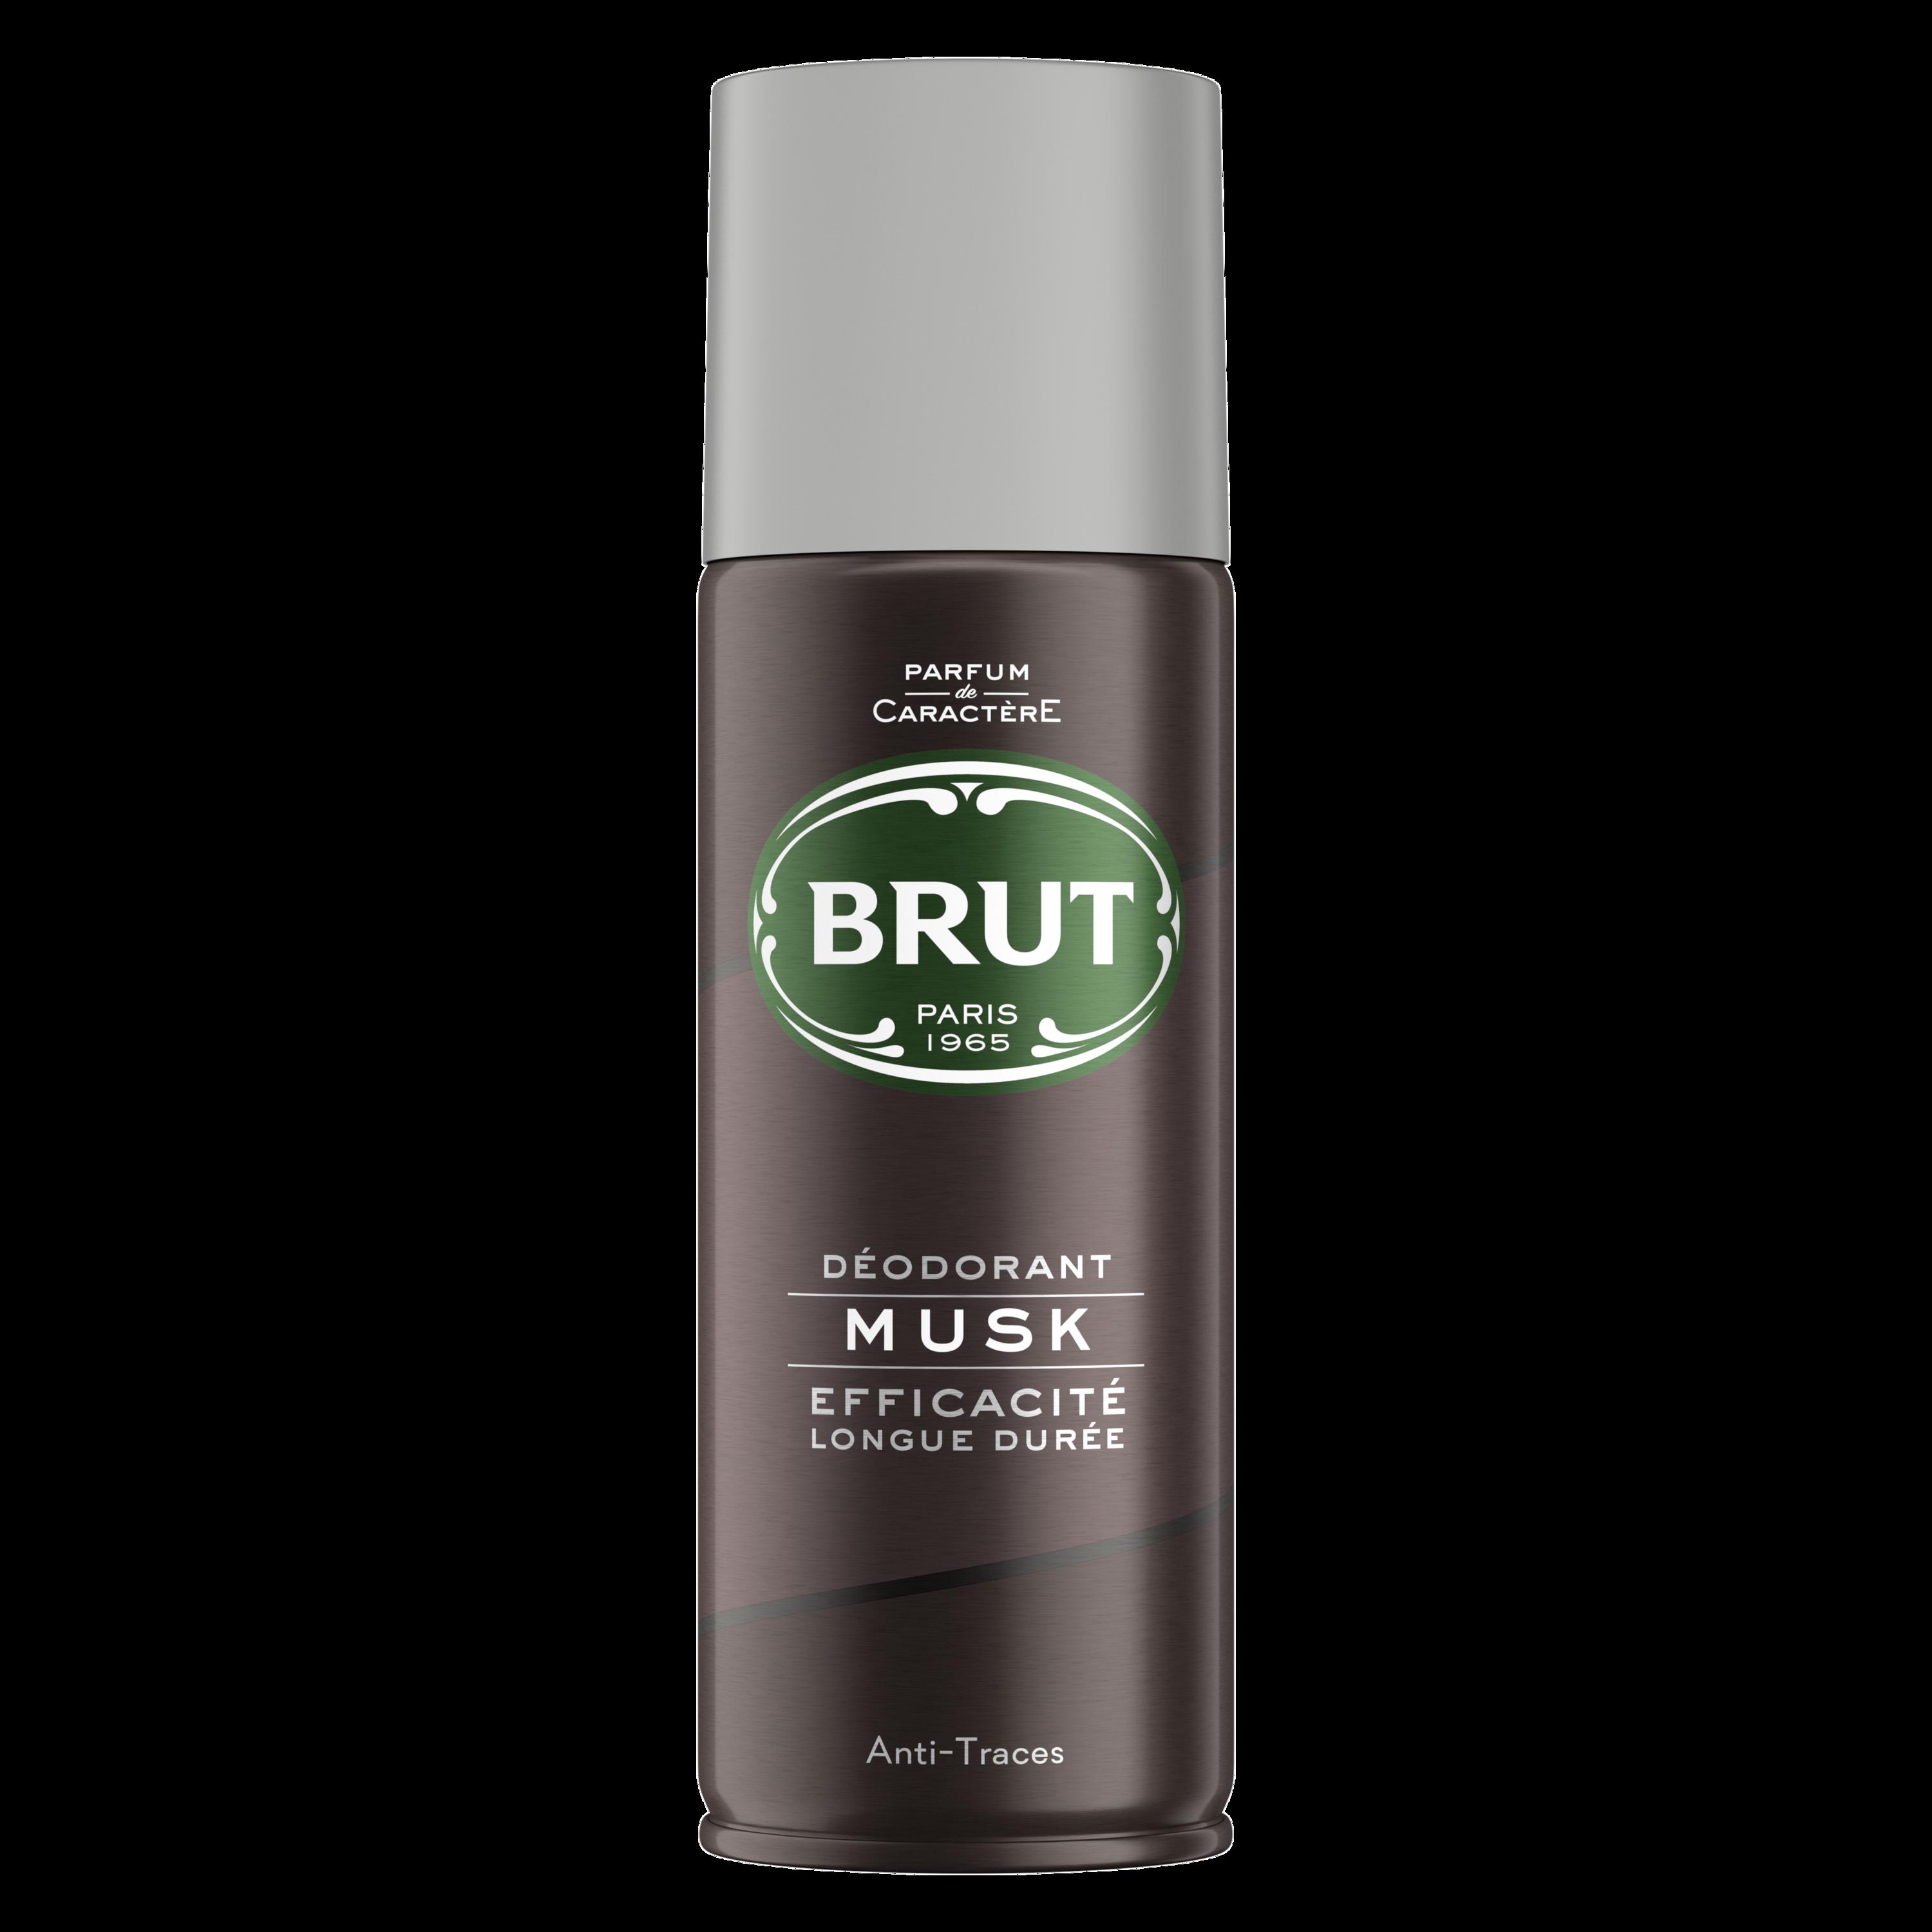 PARFUM
de
CARACTÈRE
BRUT
PARIS
1965
DÉODORANT
MUSK
EFFICACITÉ
LONGUE DURÉE
Anti-Traces